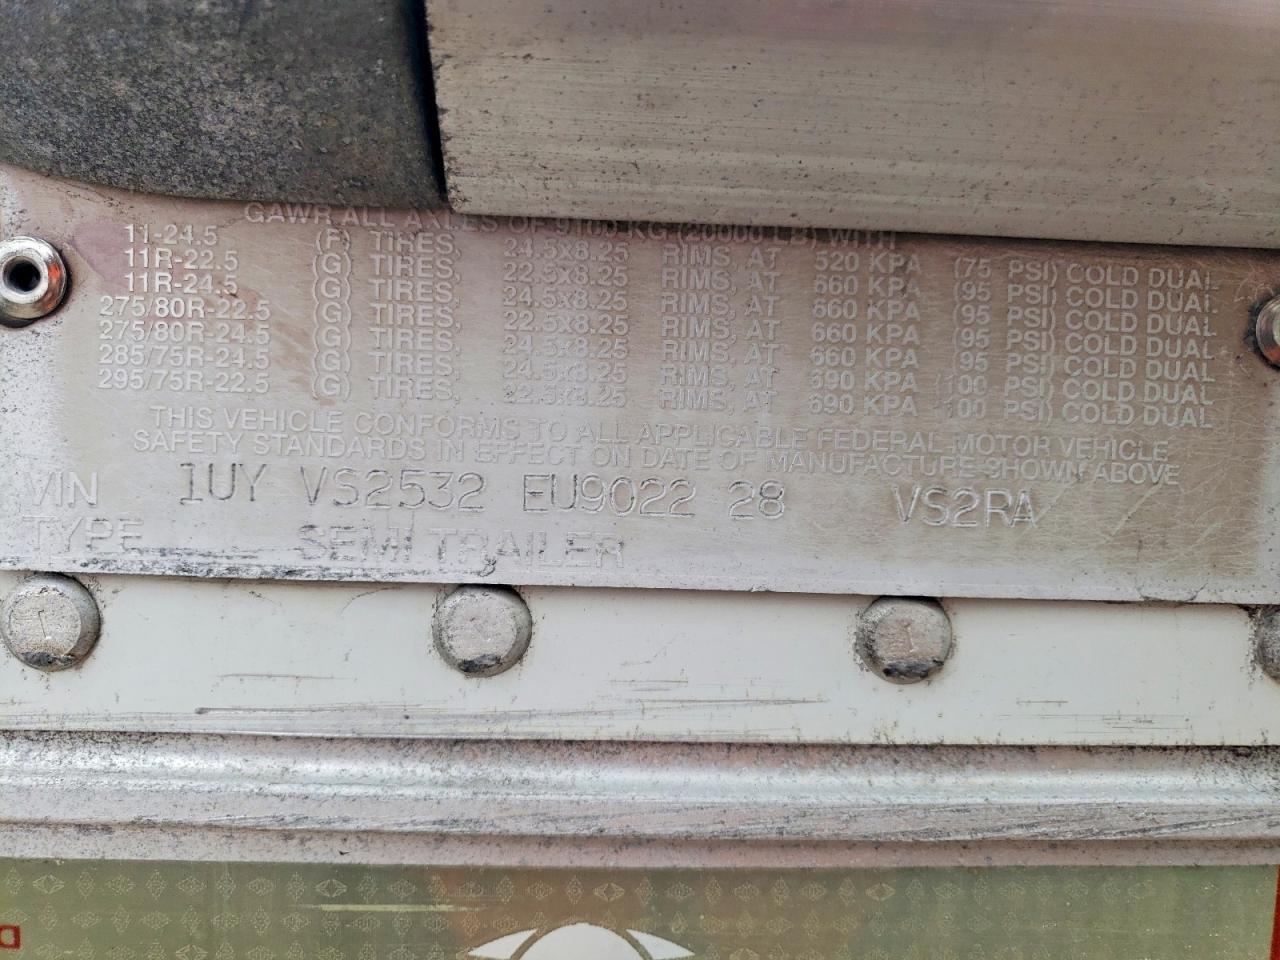 GAWR ALL AXLES OF 9100 KG (20000 LB) WITH
11-24.5 (F) TIRES, 24.5x8.25 RIMS, AT 520 KPA (75 PSI) COLD DUAL
11R-22.5 (G) TIRES, 22.5x8.25 RIMS, AT 660 KPA (95 PSI) COLD DUAL
11R-24.5 (G) TIRES, 24.5x8.25 RIMS, AT 660 KPA (95 PSI) COLD DUAL
275/80R-22.5 (G) TIRES, 22.5x8.25 RIMS, AT 660 KPA (95 PSI) COLD DUAL
275/80R-24.5 (G) TIRES, 24.5x8.25 RIMS, AT 660 KPA (95 PSI) COLD DUAL
285/75R-24.5 (G) TIRES, 24.5x8.25 RIMS, AT 690 KPA (100 PSI) COLD DUAL
295/75R-22.5 (G) TIRES, 22.5x8.25 RIMS, AT 690 KPA (100 PSI) COLD DUAL
THIS VEHICLE CONFORMS TO ALL APPLICABLE FEDERAL MOTOR VEHICLE
SAFETY STANDARDS IN EFFECT ON DATE OF MANUFACTURE SHOWN ABOVE
VIN 1UY VS2532 EU9022 28 VS2RA
TYPE SEMI TRAILER